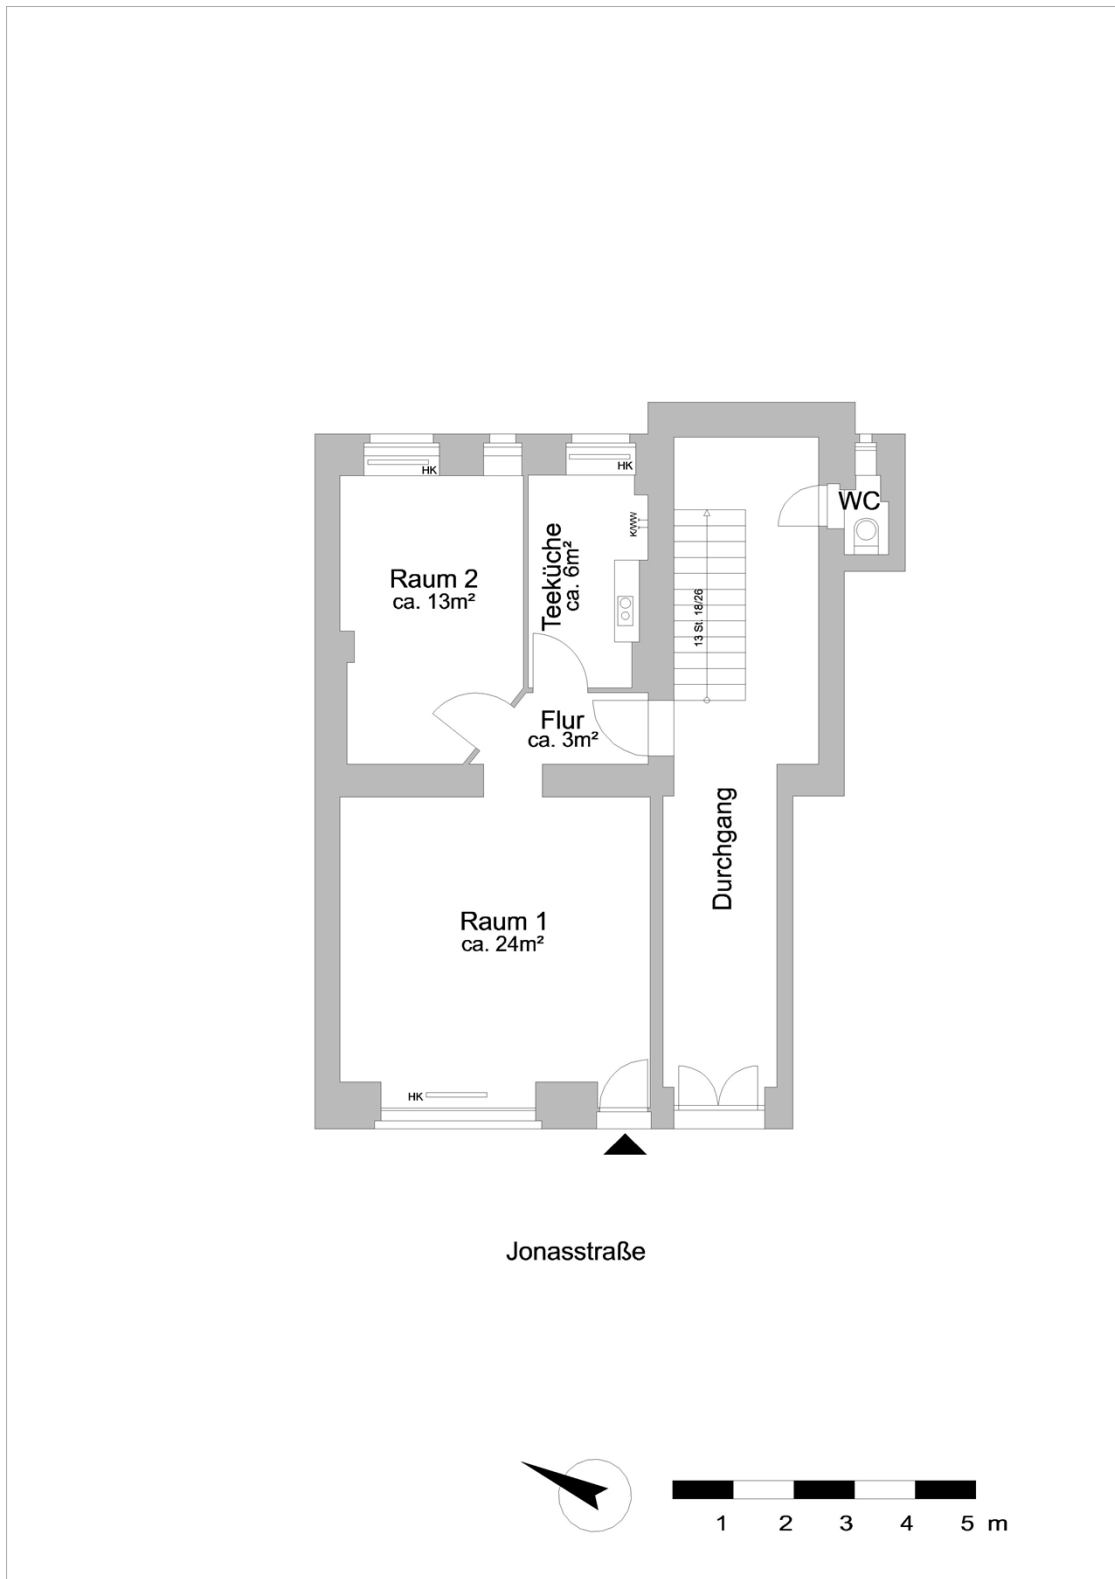 HK
HK
WC
K/WW
Teeküche
ca. 6m²
Raum 2
ca. 13m²
13 St. 18/26
Flur
ca. 3m²
Durchgang
Raum 1
ca. 24m²
HK
Jonasstraße
1 2 3 4 5 m